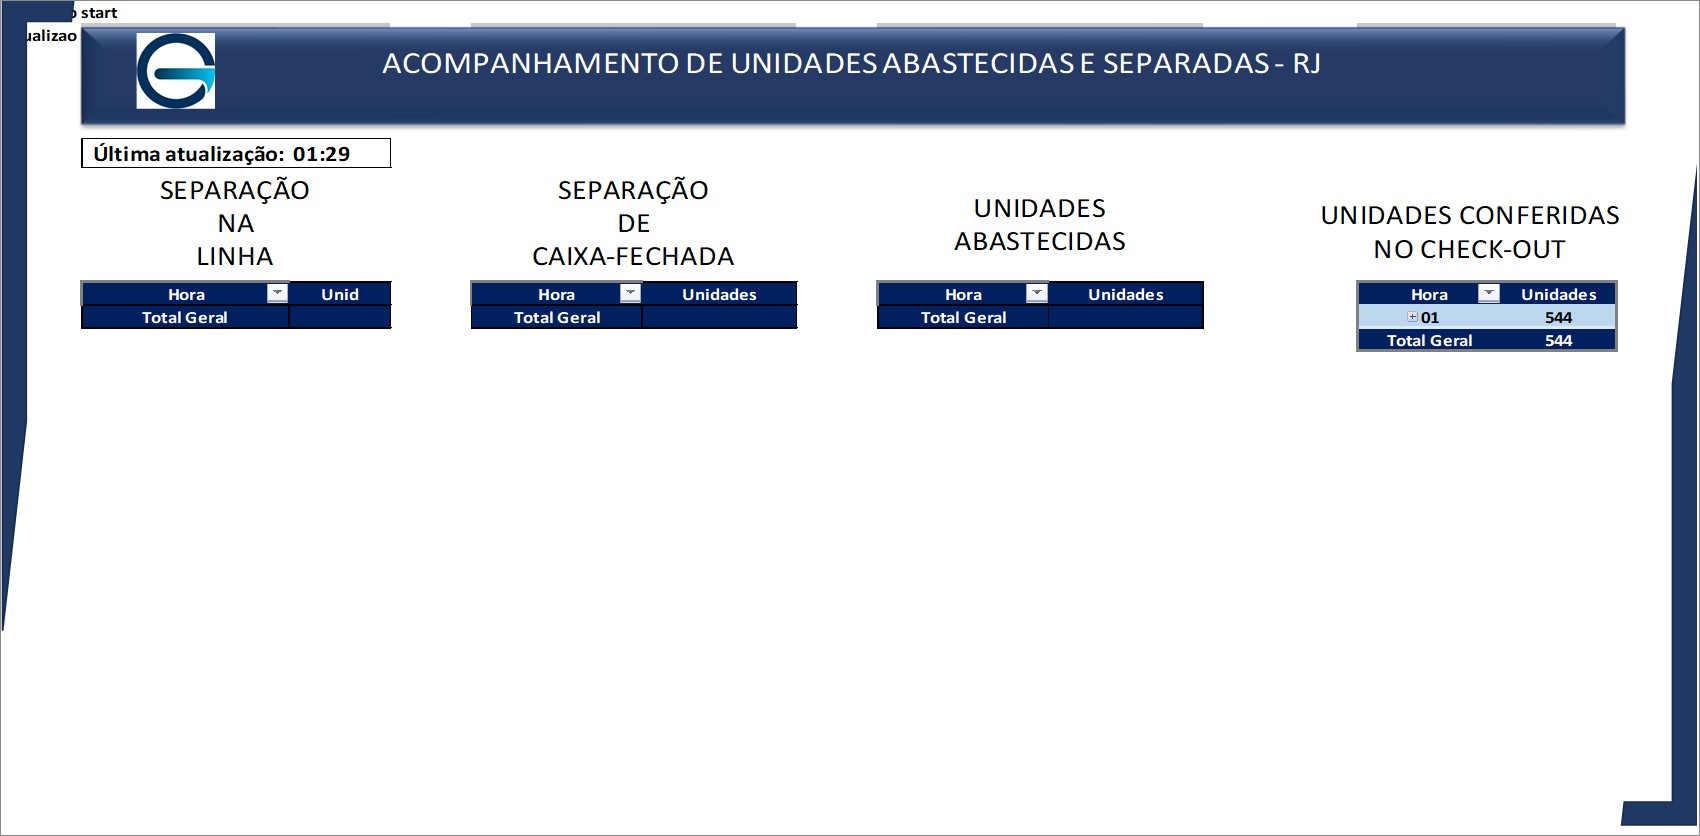 start
ACOMPANHAMENTO DE UNIDADES ABASTECIDAS E SEPARADAS - RJ
Última atualização: 01:29
SEPARAÇÃO
NA
LINHA
Hora Unid
Total Geral
SEPARAÇÃO
DE
CAIXA-FECHADA
Hora Unidades
Total Geral
UNIDADES
ABASTECIDAS
Hora Unidades
Total Geral
UNIDADES CONFERIDAS
NO CHECK-OUT
Hora Unidades
01 544
Total Geral 544